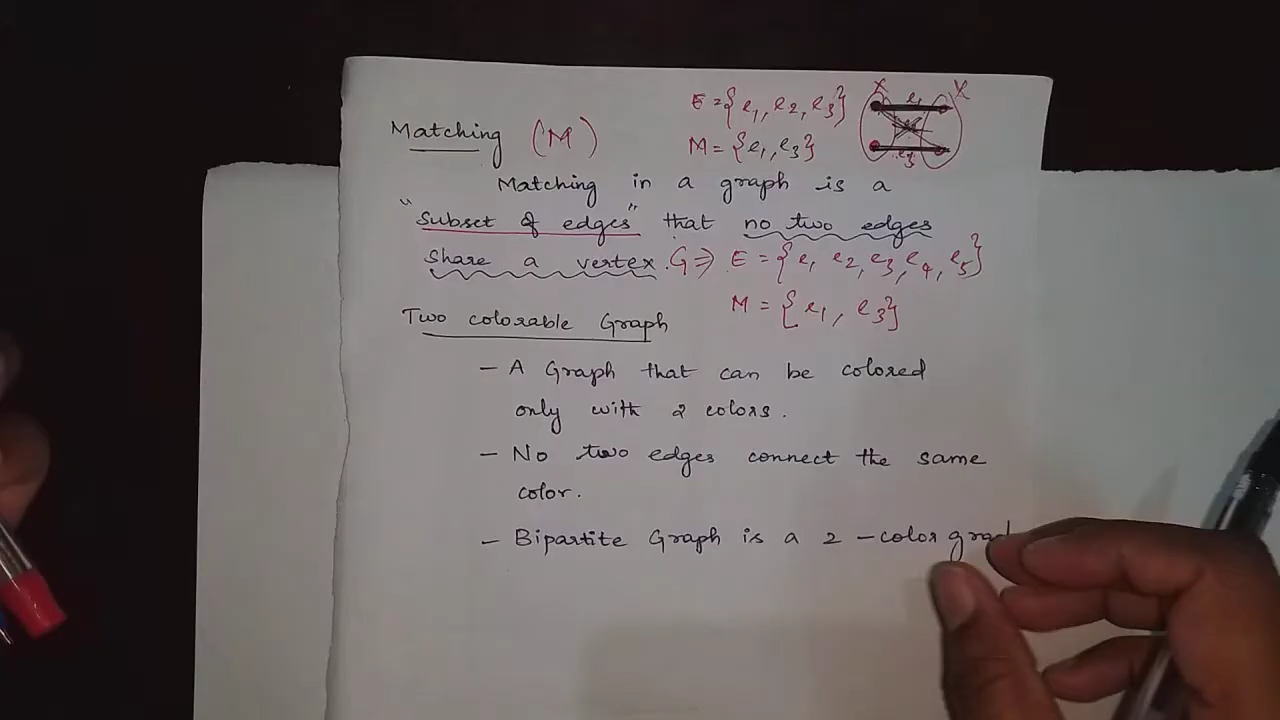 E = {e1, e2, e3}
X e1 Y
Matching (M)
M = {e1, e3}
e3
Matching in a graph is a
"subset of edges" that no two edges
share a vertex. G ⇒ E = {e1 e2, e3, e4, e5}
M = {e1, e3}
Two colorable Graph
- A Graph that can be colored
only with 2 colors.
- No two edges connect the same
color.
- Bipartite Graph is a 2 - color